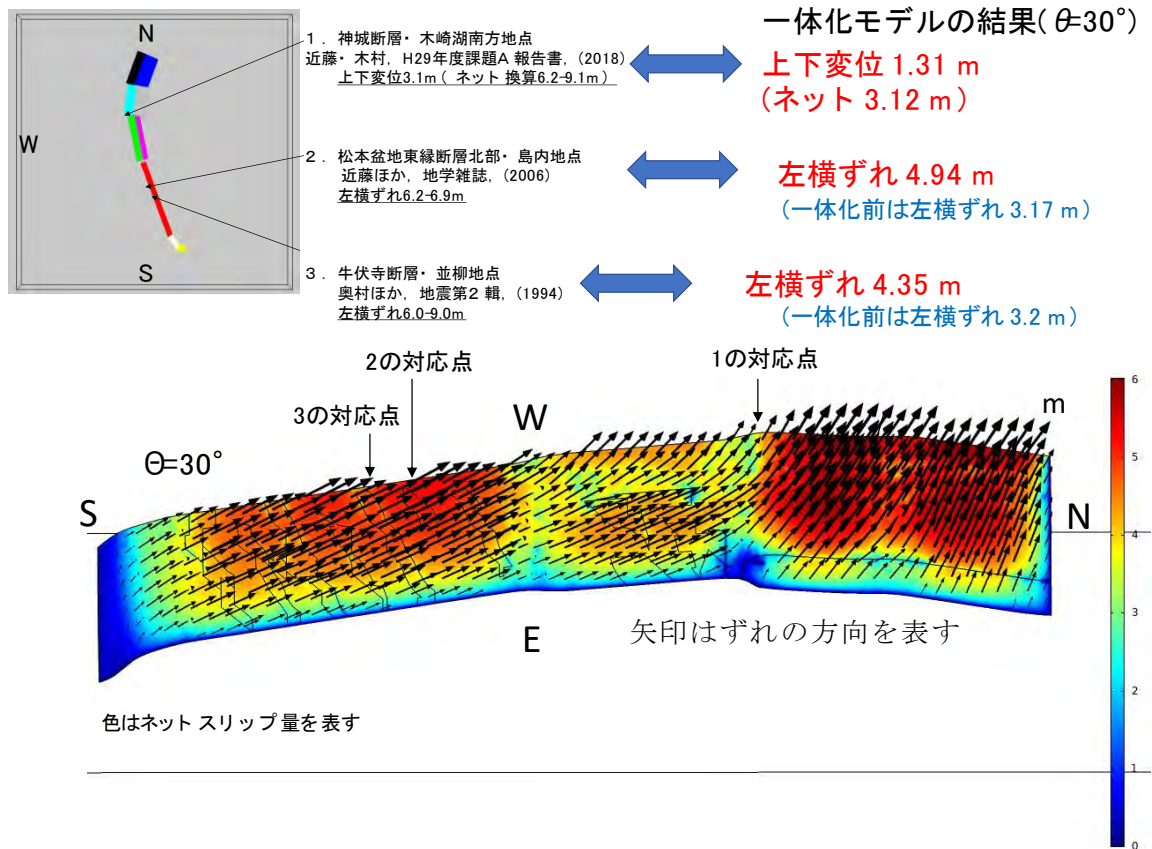 一体化モデルの結果(θ=30°)
N
W
S
1. 神城断層・木崎湖南方地点
近藤・木村, H29年度課題A 報告書, (2018)
上下変位3.1m ( ネット 換算6.2-9.1m )
上下変位 1.31 m
(ネット 3.12 m)
2. 松本盆地東縁断層北部・ 島内地点
近藤ほか, 地学雑誌, (2006)
左横ずれ6.2-6.9m
左横ずれ 4.94 m
(一体化前は左横ずれ 3.17 m)
3. 牛伏寺断層・ 並柳地点
奥村ほか, 地震第2 輯, (1994)
左横ずれ6.0-9.0m
左横ずれ 4.35 m
(一体化前は左横ずれ 3.2 m)
2の対応点
1の対応点
3の対応点
W
m
Θ=30°
S
N
E
矢印はずれの方向を表す
色はネット スリップ 量を 表す
6
5
4
3
2
1
0